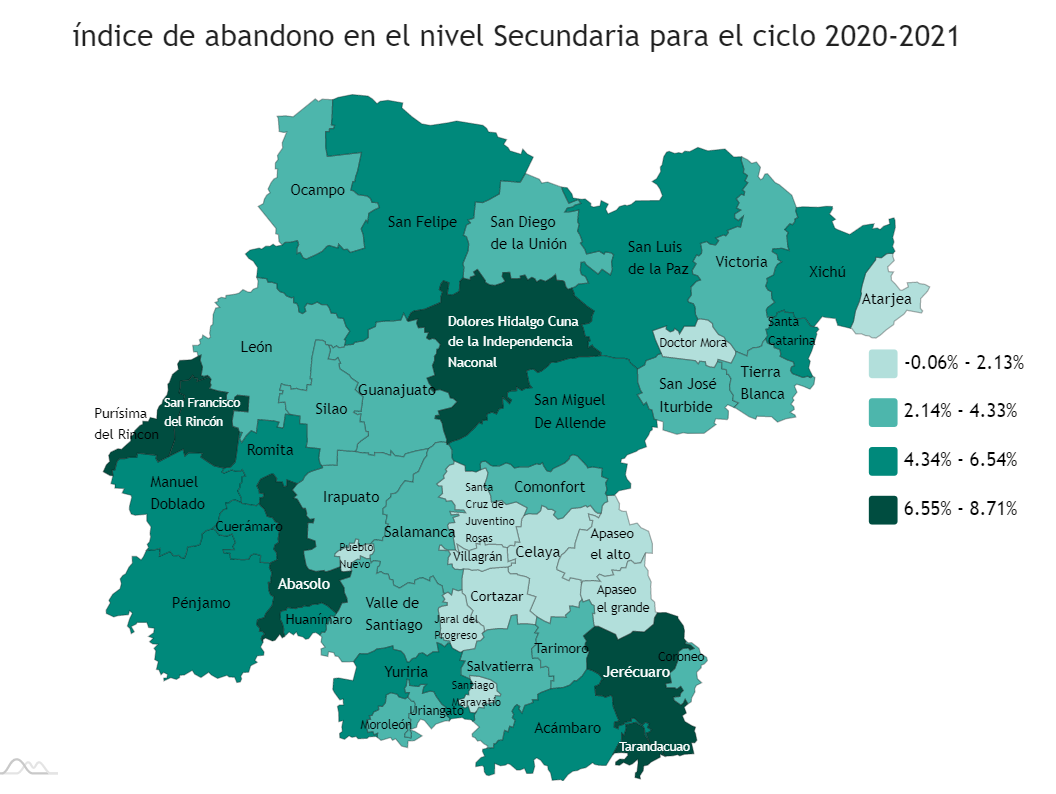 índice de abandono en el nivel Secundaria para el ciclo 2020-2021
Ocampo
San Felipe
San Diego
de la Unión
San Luis
de la Paz
Victoria
Xichú
Atarjea
Santa
Catarina
Doctor Mora
Tierra
Blanca
San José
Iturbide
Dolores Hidalgo Cuna
de la Independencia
Naconal
León
Guanajuato
Silao
San Francisco
del Rincón
Purísima
del Rincon
San Miguel
De Allende
Romita
Manuel
Doblado
Cuerámaro
Irapuato
Salamanca
Santa
Cruz de
Juventino
Rosas
Comonfort
Villagrán
Celaya
Apaseo
el alto
Apaseo
el grande
Pueblo
Nuevo
Abasolo
Pénjamo
Huanímaro
Valle de
Santiago
Cortazar
Jaral del
Progreso
Tarimoro
Salvatierra
Yuriria
Santiago
Maravatío
Uriangato
Moroleón
Coroneo
Jerécuaro
Acámbaro
Tarandacuao
-0.06% - 2.13%
2.14% - 4.33%
4.34% - 6.54%
6.55% - 8.71%